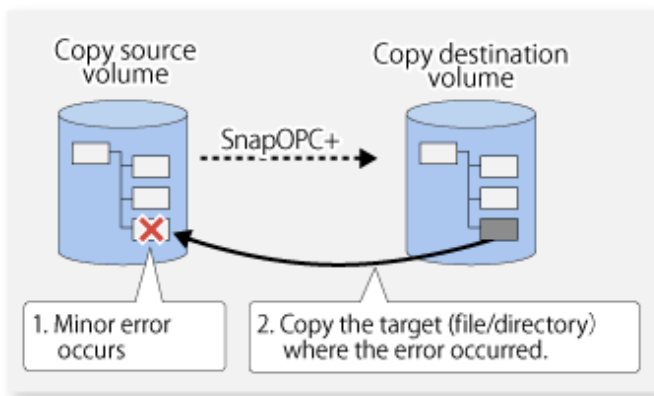 Copy source
volume
Copy destination
volume
SnapOPC+
1. Minor error
occurs
2. Copy the target (file/directory)
where the error occurred.